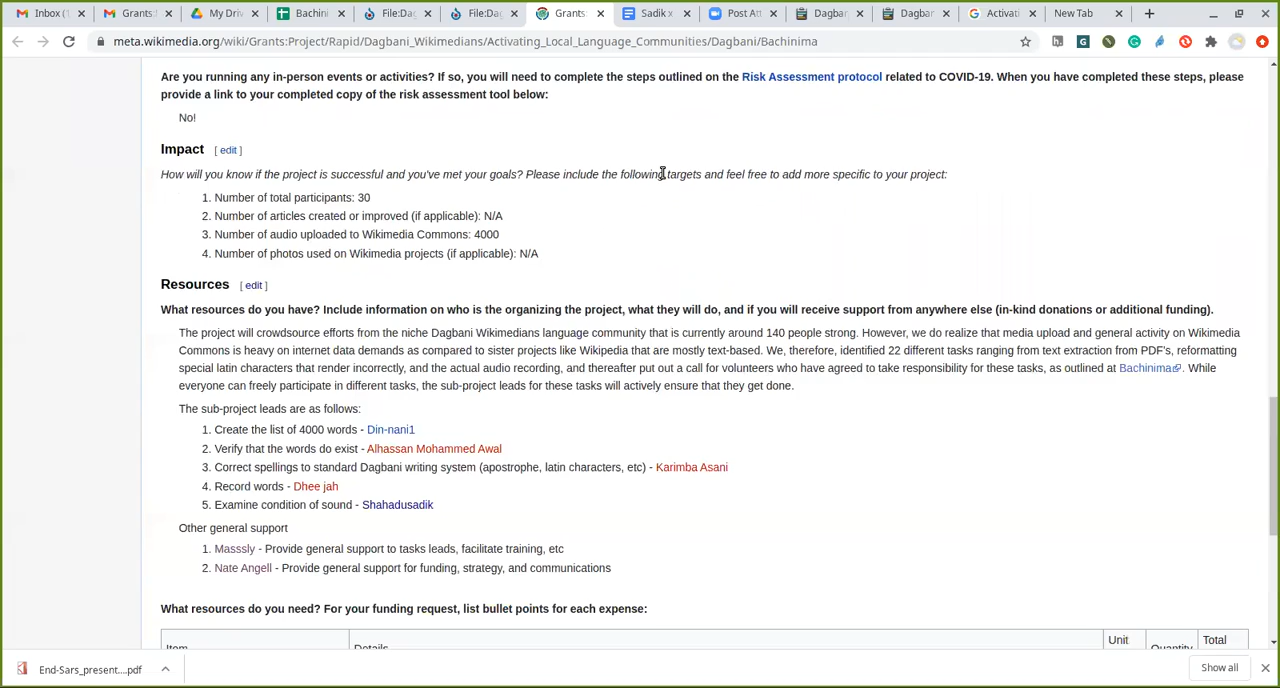 Inbox (1
Grants:
My Driv
Bachini
File:Dag
File:Dag
Grants:
Sadik x
Post Att
Dagba
Dagbar
Activati
New Tab
meta.wikimedia.org/wiki/Grants:Project/Rapid/Dagbani_Wikimedians/Activating_Local_Language_Communities/Dagbani/Bachinima
Are you running any in-person events or activities? If so, you will need to complete the steps outlined on the Risk Assessment protocol related to COVID-19. When you have completed these steps, please
provide a link to your completed copy of the risk assessment tool below:
No!
Impact [ edit ]
How will you know if the project is successful and you've met your goals? Please include the following targets and feel free to add more specific to your project:
1. Number of total participants: 30
2. Number of articles created or improved (if applicable): N/A
3. Number of audio uploaded to Wikimedia Commons: 4000
4. Number of photos used on Wikimedia projects (if applicable): N/A
Resources [ edit ]
What resources do you have? Include information on who is the organizing the project, what they will do, and if you will receive support from anywhere else (in-kind donations or additional funding).
The project will crowdsource efforts from the niche Dagbani Wikimedians language community that is currently around 140 people strong. However, we do realize that media upload and general activity on Wikimedia
Commons is heavy on internet data demands as compared to sister projects like Wikipedia that are mostly text-based. We, therefore, identified 22 different tasks ranging from text extraction from PDF's, reformatting
special latin characters that render incorrectly, and the actual audio recording, and thereafter put out a call for volunteers who have agreed to take responsibility for these tasks, as outlined at Bachinima. While
everyone can freely participate in different tasks, the sub-project leads for these tasks will actively ensure that they get done.
The sub-project leads are as follows:
1. Create the list of 4000 words - Din-nani1
2. Verify that the words do exist - Alhassan Mohammed Awal
3. Correct spellings to standard Dagbani writing system (apostrophe, latin characters, etc) - Karimba Asani
4. Record words - Dhee jah
5. Examine condition of sound - Shahadusadik
Other general support
1. Masssly - Provide general support to tasks leads, facilitate training, etc
2. Nate Angell - Provide general support for funding, strategy, and communications
What resources do you need? For your funding request, list bullet points for each expense:
Item
Details
Unit
Quantity
Total
End-Sars_present....pdf
Show all